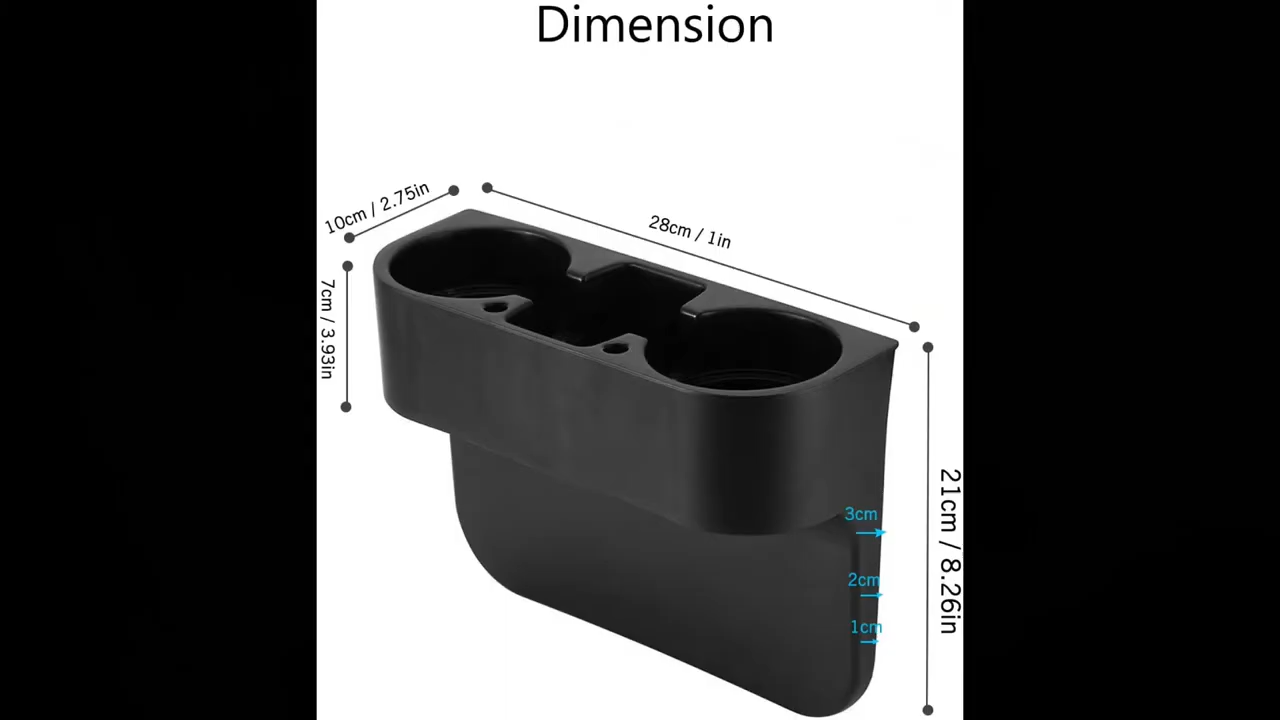 Dimension
10cm / 2.75in
28cm / 1in
7cm / 3.93in
21cm / 8.26in
3cm
2cm
1cm